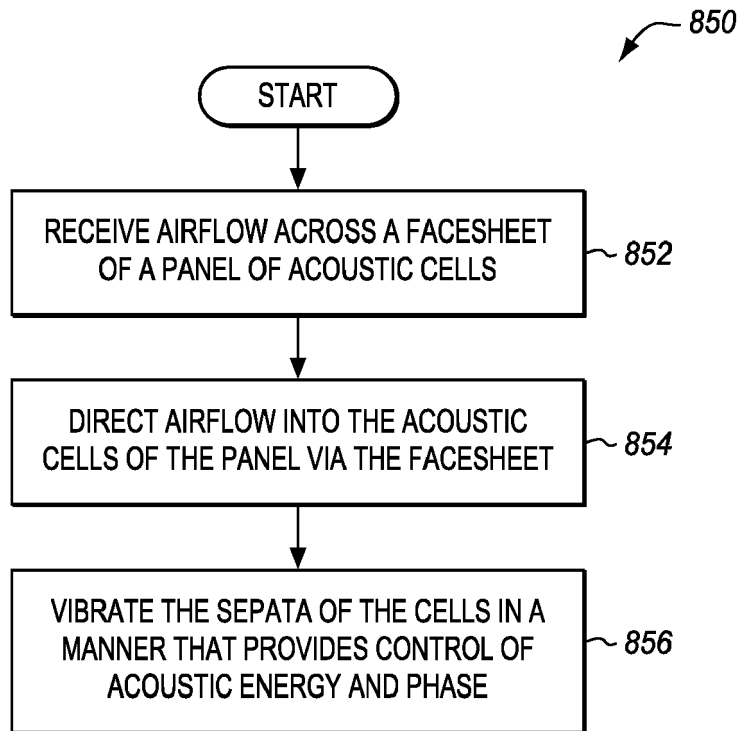 850
START
RECEIVE AIRFLOW ACROSS A FACESHEET
OF A PANEL OF ACOUSTIC CELLS
852
DIRECT AIRFLOW INTO THE ACOUSTIC
CELLS OF THE PANEL VIA THE FACESHEET
854
VIBRATE THE SEPATA OF THE CELLS IN A
MANNER THAT PROVIDES CONTROL OF
ACOUSTIC ENERGY AND PHASE
856